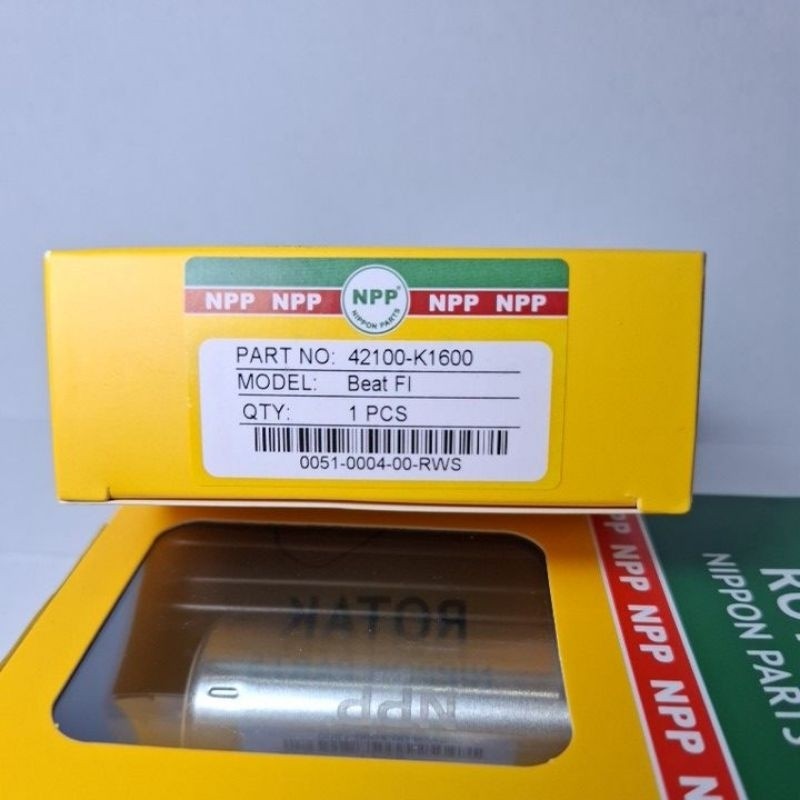 NPP NPP NPP NPP NPP
NIPPON PARTS
PART NO: 42100-K1600
MODEL: Beat FI
QTY: 1 PCS
0051-0004-00-RWS
ROTAK
NPP
NPP NPP NPP NPP
NIPPON PARTS